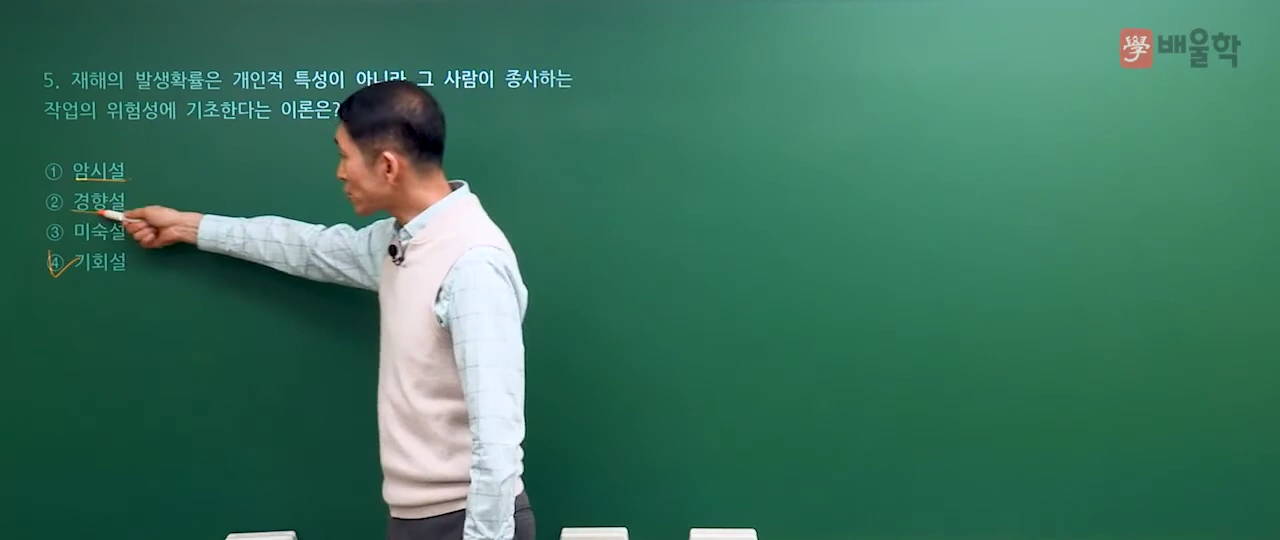 學 배울학
5. 재해의 발생확률은 개인적 특성이 아니라 그 사람이 종사하는
작업의 위험성에 기초한다는 이론은?
① 암시설
② 경향설
③ 미숙설
④ 기회설